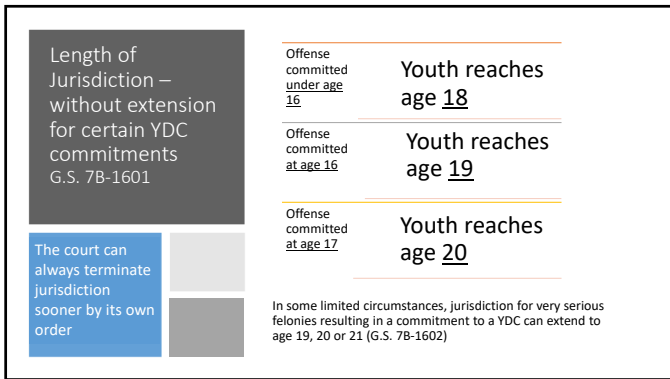 Length of
Jurisdiction –
without extension
for certain YDC
commitments
G.S. 7B-1601
The court can
always terminate
jurisdiction
sooner by its own
order
Offense
committed
under age
16
Youth reaches
age 18
Offense
committed
at age 16
Youth reaches
age 19
Offense
committed
at age 17
Youth reaches
age 20
In some limited circumstances, jurisdiction for very serious
felonies resulting in a commitment to a YDC can extend to
age 19, 20 or 21 (G.S. 7B-1602)